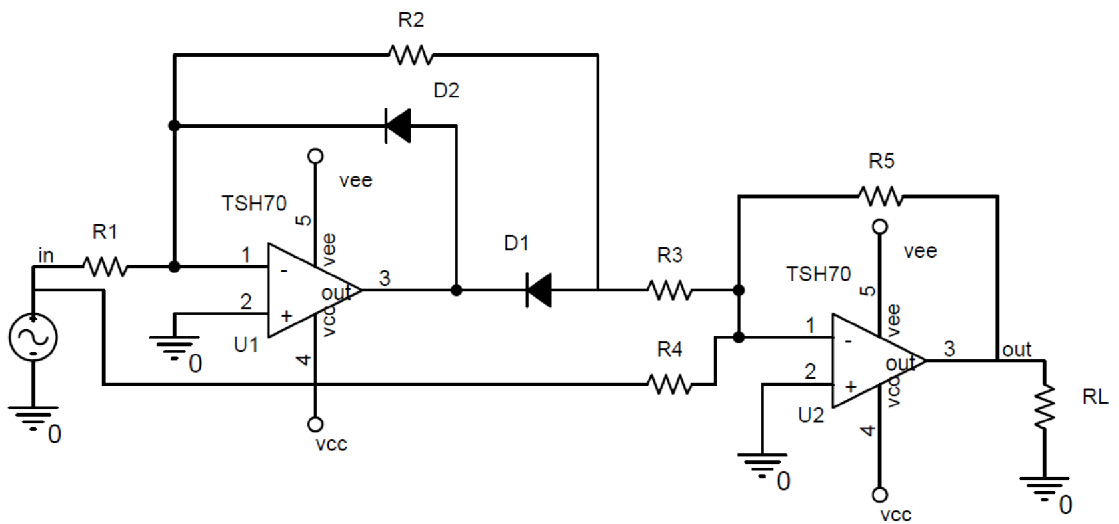 R2
D2
vee
TSH70
5
vee
R1
in
1
-
D1
R3
out
3
2
+
vcc
U1
4
0
0
vcc
R4
R5
vee
TSH70
5
vee
1
-
out
3
out
2
+
vcc
U2
4
RL
0
0
vcc